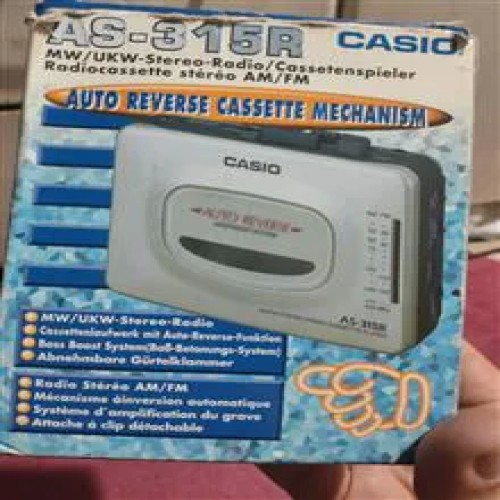 AS-315R CASIO
MW/UKW-Stereo-Radio/Cassetenspieler
Radiocassette stéréo AM/FM
AUTO REVERSE CASSETTE MECHANISM
CASIO
AUTO REVERSE
AS-315R
MW/UKW-Stereo-Radio
Cassettenlaufwerk mit Auto-Reverse-Funktion
Bass Boost System(Baß-Betonungs-System)
Abnehmbare Gürtelklammer
Radio Stéréo AM/FM
Mécanisme àinversion automatique
Système d'amplification du grave
Attache à clip détachable